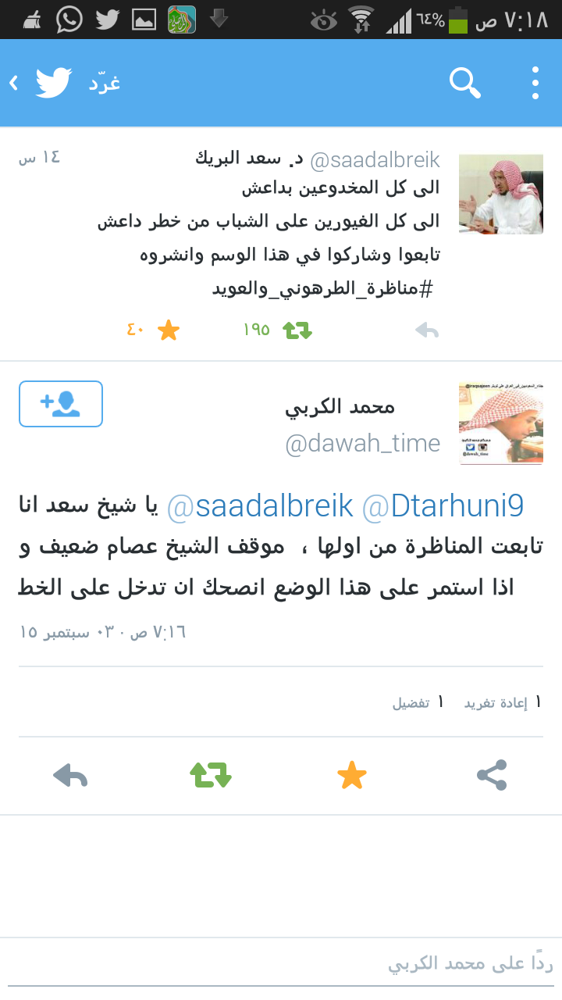 ٧:١٨ ص ٦٤%
غرّد
د. سعد البريك @saadalbreik ١٤ س
الى كل المخدوعين بداعش
الى كل الغيورين على الشباب من خطر داعش
تابعوا وشاركوا في هذا الوسم وانشروه
#مناظرة_الطرهوني_والعويد
١٩٥ ٤٠
محمد الكربي
@dawah_time
@Dtarhuni9 @saadalbreik يا شيخ سعد انا
تابعت المناظرة من اولها ، موقف الشيخ عصام ضعيف و
اذا استمر على هذا الوضع انصحك ان تدخل على الخط
٧:١٦ ص · ٠٣ سبتمبر ١٥
١ إعادة تغريد ١ تفضيل
ردًا على محمد الكربي